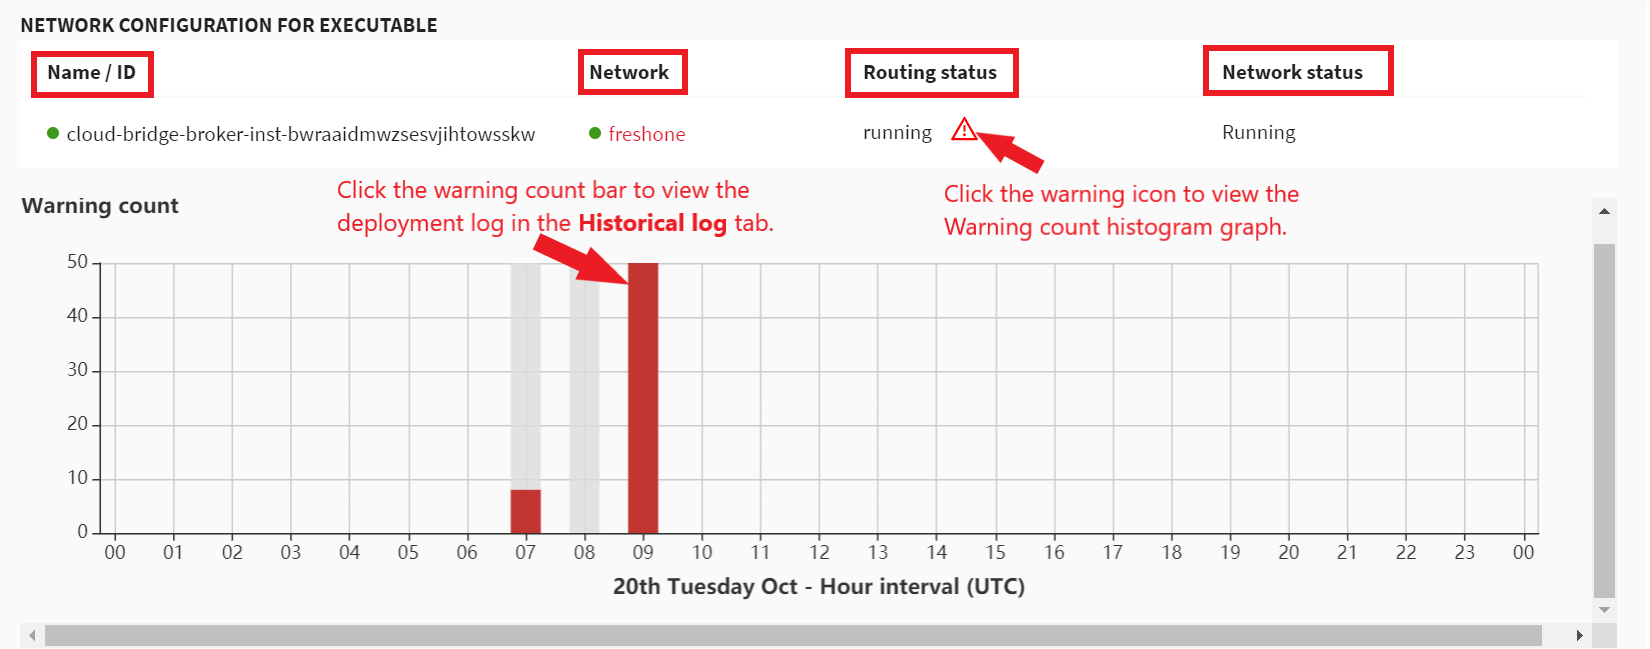 NETWORK CONFIGURATION FOR EXECUTABLE
Name / ID Network Routing status Network status
cloud-bridge-broker-inst-bwraaidmwzsesvjihtowsskw freshone running Running
Click the warning count bar to view the
deployment log in the Historical log tab.
Click the warning icon to view the
Warning count histogram graph.
Warning count
50
40
30
20
10
0
00 01 02 03 04 05 06 07 08 09 10 11 12 13 14 15 16 17 18 19 20 21 22 23 00
20th Tuesday Oct - Hour interval (UTC)